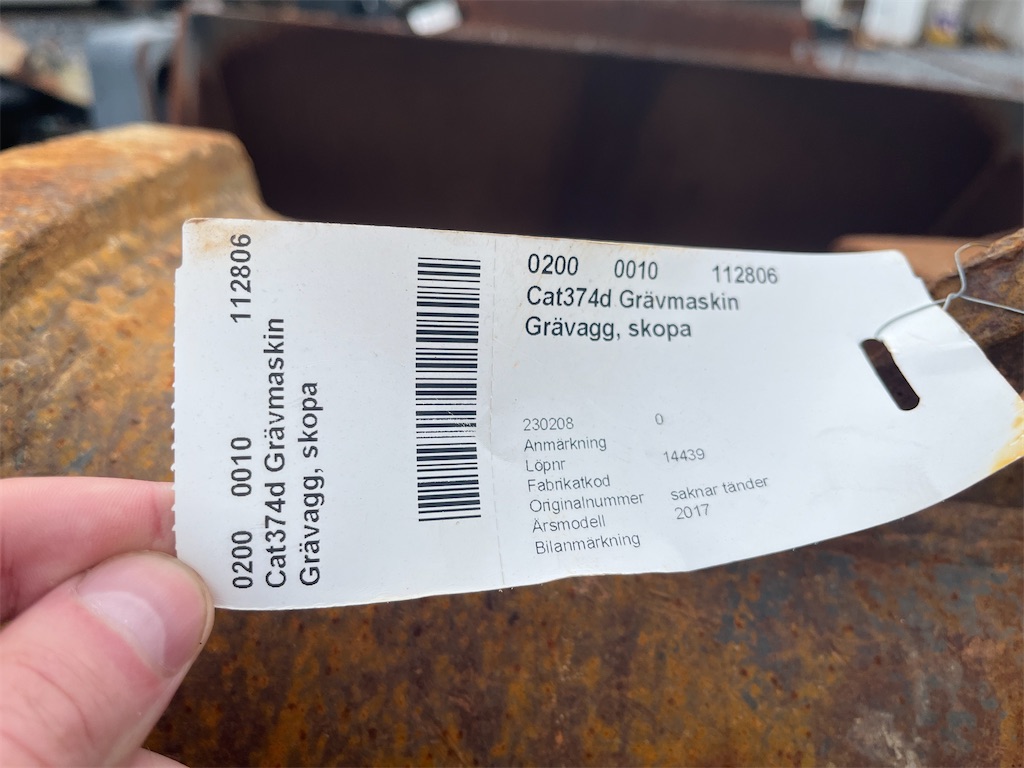 0200 0010 112806
Cat374d Grävmaskin
Grävagg, skopa
0200 0010 112806
Cat374d Grävmaskin
Grävagg, skopa
230208 0
Anmärkning
Löpnr 14439
Fabrikatkod
Originalnummer saknar tänder
Årsmodell 2017
Bilanmärkning